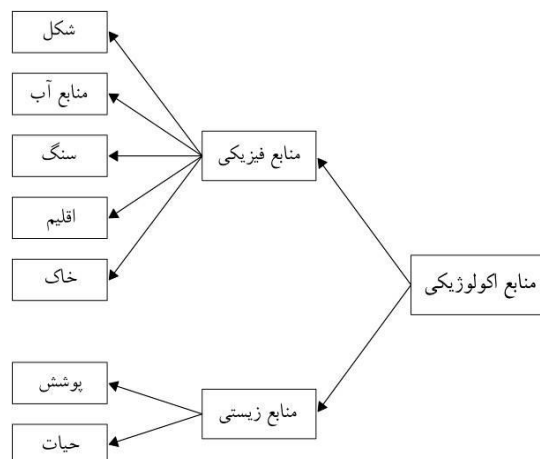 منابع اکولوژیکی
منابع فیزیکی
شکل
منابع آب
سنگ
اقلیم
خاک
منابع زیستی
پوشش
حیات